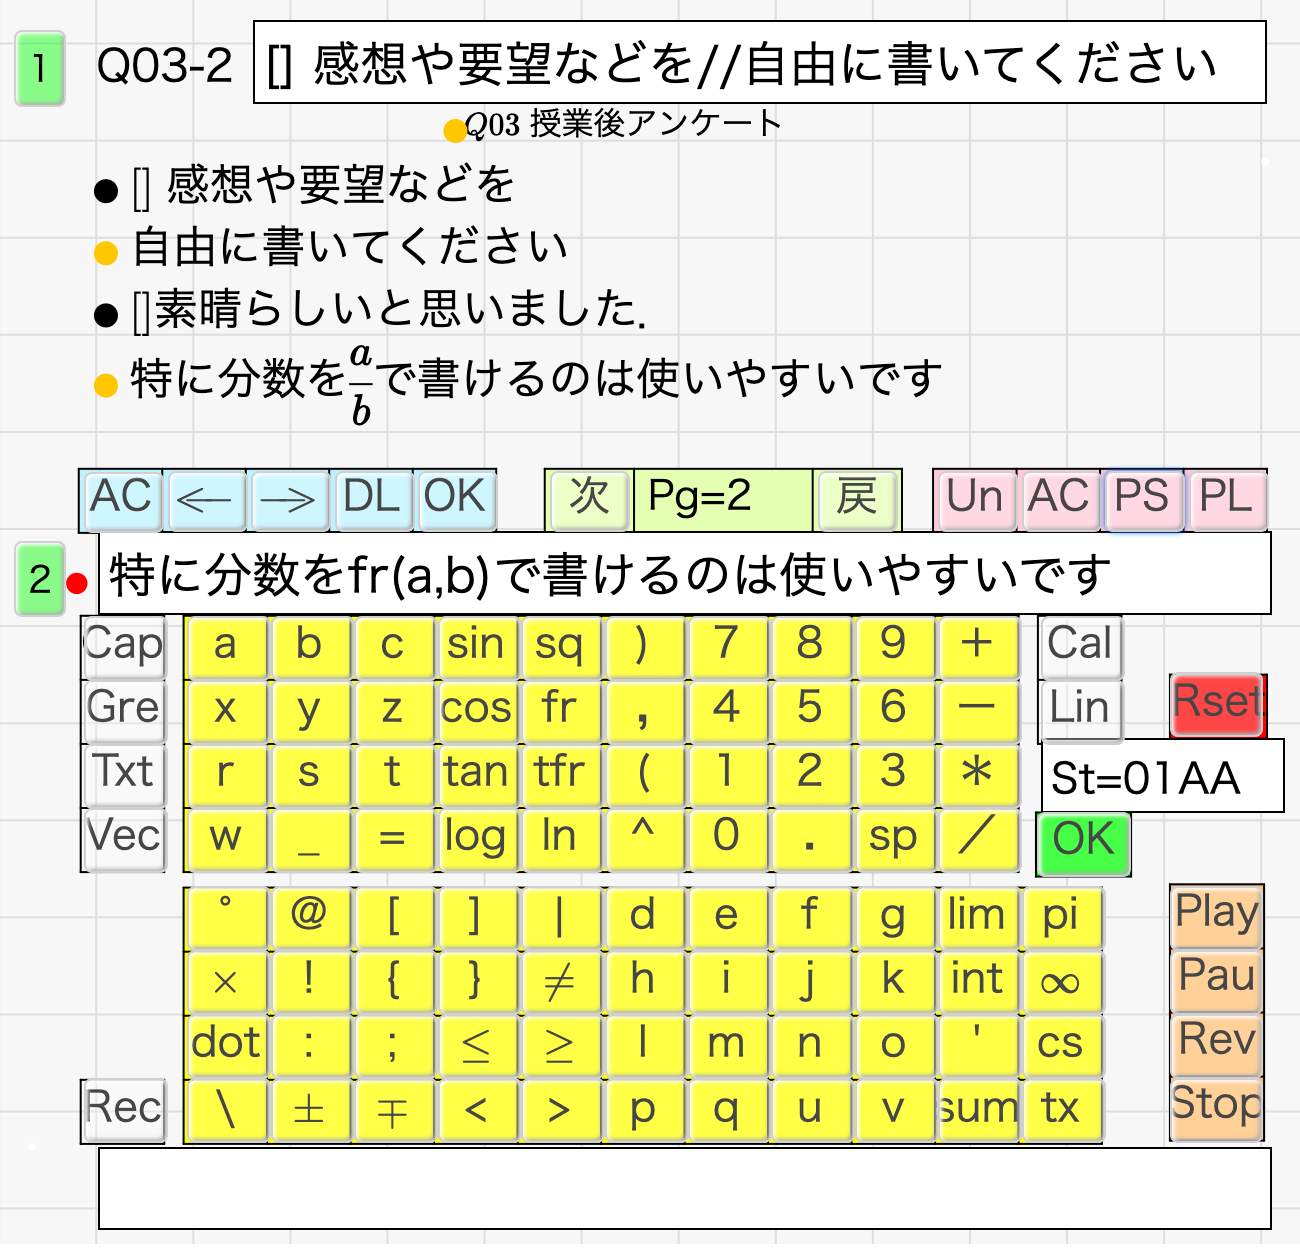 1 Q03-2 [] 感想や要望などを//自由に書いてください
Q03 授業後アンケート
[] 感想や要望などを
自由に書いてください
[]素晴らしいと思いました.
特に分数をa/bで書けるのは使いやすいです
AC <— —> DL OK 次 Pg=2 戻 Un AC PS PL
2 特に分数をfr(a,b)で書けるのは使いやすいです
Cap a b c sin sq ) 7 8 9 + Cal
Gre x y z cos fr , 4 5 6 － Lin Rset
Txt r s t tan tfr ( 1 2 3 *
St=01AA
Vec w _ = log ln ^ 0 . sp ／ OK
° @ [ ] | d e f g lim pi Play
× ! { } ≠ h i j k int ∞ Pau
dot : ; ≤ ≥ l m n o ' cs Rev
Rec \ ± ∓ < > p q u v sum tx Stop